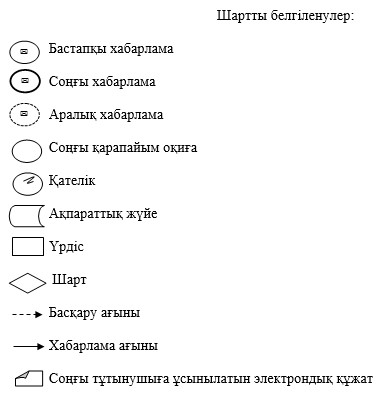 Шартты белгіленулер:
Бастапқы хабарлама
Соңғы хабарлама
Аралық хабарлама
Соңғы қарапайым оқиға
Қателік
Ақпараттық жүйе
Үрдіс
Шарт
Басқару ағыны
Хабарлама ағыны
Соңғы тұтынушыға ұсынылатын электрондық құжат